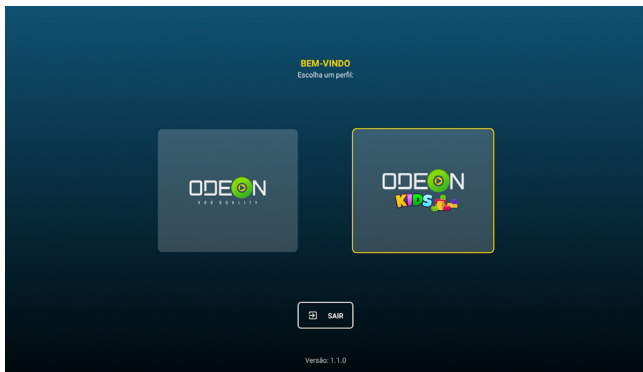 BEM-VINDO
Escolha um perfil:
ODEON
ODEON
KIDS
SAIR
Versão: 1.1.0